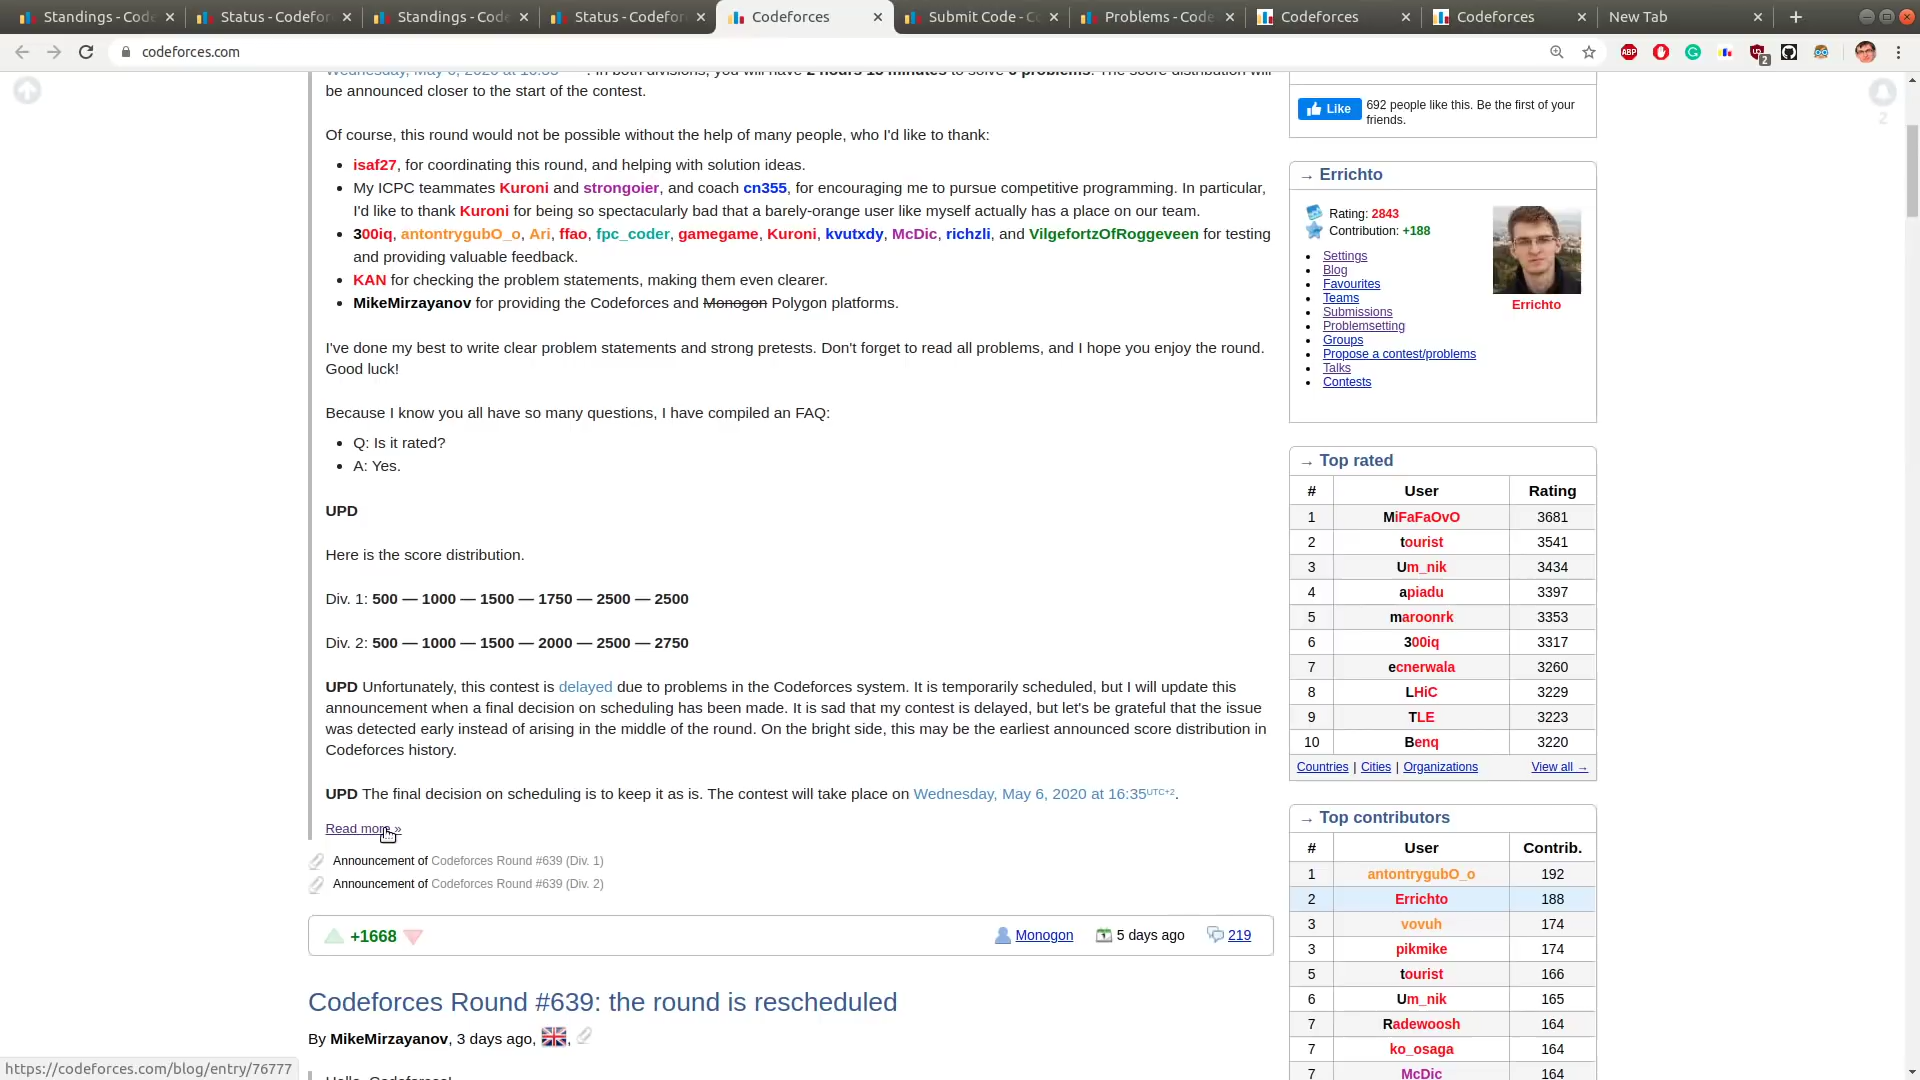 Standings - Code
Status - Codefor
Standings - Code
Status - Codefor
Codeforces
Submit Code - C
Problems - Code
Codeforces
Codeforces
New Tab
codeforces.com
be announced closer to the start of the contest.
Of course, this round would not be possible without the help of many people, who I'd like to thank:
isaf27, for coordinating this round, and helping with solution ideas.
My ICPC teammates Kuroni and strongoier, and coach cn355, for encouraging me to pursue competitive programming. In particular,
I'd like to thank Kuroni for being so spectacularly bad that a barely-orange user like myself actually has a place on our team.
300iq, antontrygubO_o, Ari, ffao, fpc_coder, gamegame, Kuroni, kvutxdy, McDic, richzli, and VilgefortzOfRoggeveen for testing
and providing valuable feedback.
KAN for checking the problem statements, making them even clearer.
MikeMirzayanov for providing the Codeforces and Monogon Polygon platforms.
I've done my best to write clear problem statements and strong pretests. Don't forget to read all problems, and I hope you enjoy the round.
Good luck!
Because I know you all have so many questions, I have compiled an FAQ:
Q: Is it rated?
A: Yes.
UPD
Here is the score distribution.
Div. 1: 500 — 1000 — 1500 — 1750 — 2500 — 2500
Div. 2: 500 — 1000 — 1500 — 2000 — 2500 — 2750
UPD Unfortunately, this contest is delayed due to problems in the Codeforces system. It is temporarily scheduled, but I will update this
announcement when a final decision on scheduling has been made. It is sad that my contest is delayed, but let's be grateful that the issue
was detected early instead of arising in the middle of the round. On the bright side, this may be the earliest announced score distribution in
Codeforces history.
UPD The final decision on scheduling is to keep it as is. The contest will take place on Wednesday, May 6, 2020 at 16:35UTC+2.
Read more »
Announcement of Codeforces Round #639 (Div. 1)
Announcement of Codeforces Round #639 (Div. 2)
+1668
Monogon
5 days ago
219
Codeforces Round #639: the round is rescheduled
By MikeMirzayanov, 3 days ago,
https://codeforces.com/blog/entry/76777
2
2
Like
692 people like this. Be the first of your
friends.
→ Errichto
Rating: 2843
Contribution: +188
Settings
Blog
Favourites
Teams
Submissions
Problemsetting
Groups
Propose a contest/problems
Talks
Contests
Errichto
→ Top rated
# User Rating
1 MiFaFaOvO 3681
2 tourist 3541
3 Um_nik 3434
4 apiadu 3397
5 maroonrk 3353
6 300iq 3317
7 ecnerwala 3260
8 LHiC 3229
9 TLE 3223
10 Benq 3220
Countries | Cities | Organizations View all →
→ Top contributors
# User Contrib.
1 antontrygubO_o 192
2 Errichto 188
3 vovuh 174
3 pikmike 174
5 tourist 166
6 Um_nik 165
7 Radewoosh 164
7 ko_osaga 164
7 McDic 164